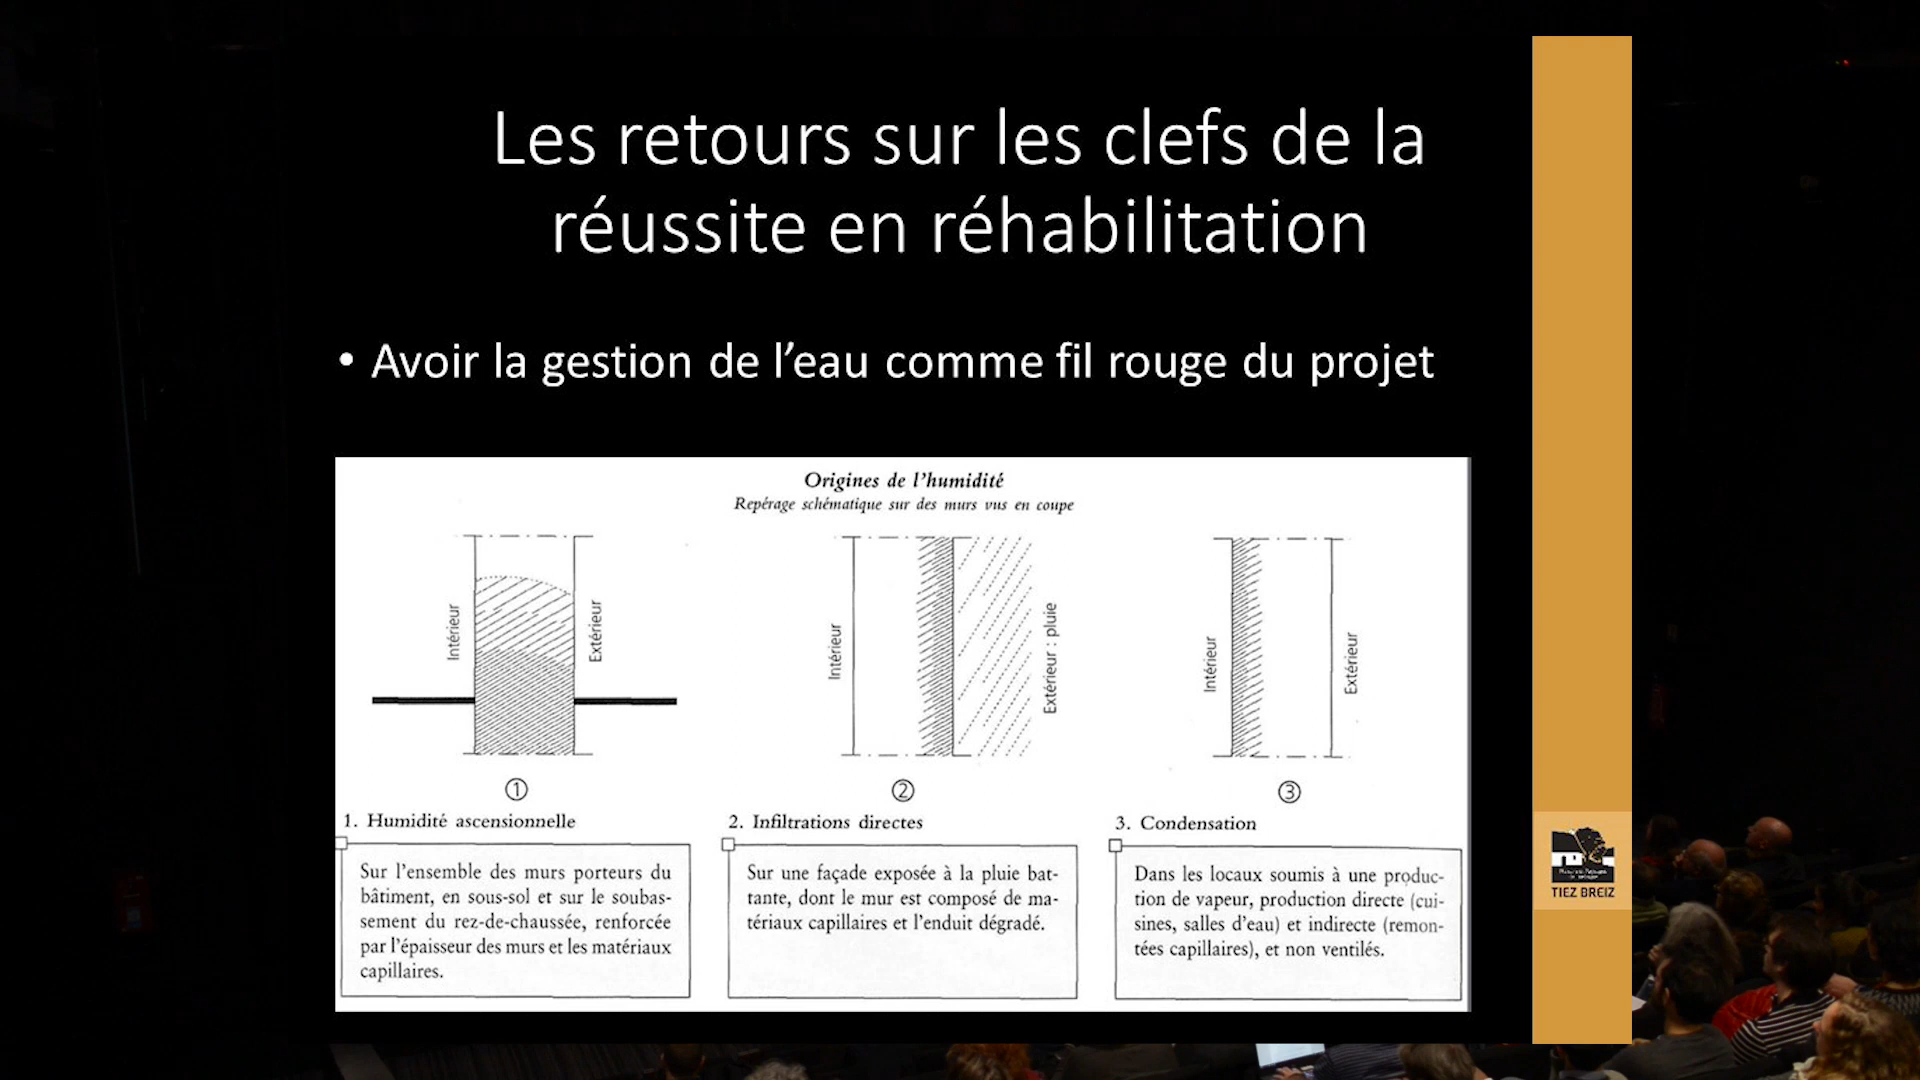 Les retours sur les clefs de la
réussite en réhabilitation
• Avoir la gestion de l’eau comme fil rouge du projet
Origines de l’humidité
Repérage schématique sur des murs vus en coupe
Intérieur
Extérieur
Intérieur
Extérieur : pluie
Intérieur
Extérieur
①
②
③
1. Humidité ascensionnelle
Sur l’ensemble des murs porteurs du
bâtiment, en sous-sol et sur le soubas-
sement du rez-de-chaussée, renforcée
par l’épaisseur des murs et les matériaux
capillaires.
2. Infiltrations directes
Sur une façade exposée à la pluie bat-
tante, dont le mur est composé de ma-
tériaux capillaires et l’enduit dégradé.
3. Condensation
Dans les locaux soumis à une produc-
tion de vapeur, production directe (cui-
sines, salles d’eau) et indirecte (remon-
tées capillaires), et non ventilés.
TIEZ BREIZ